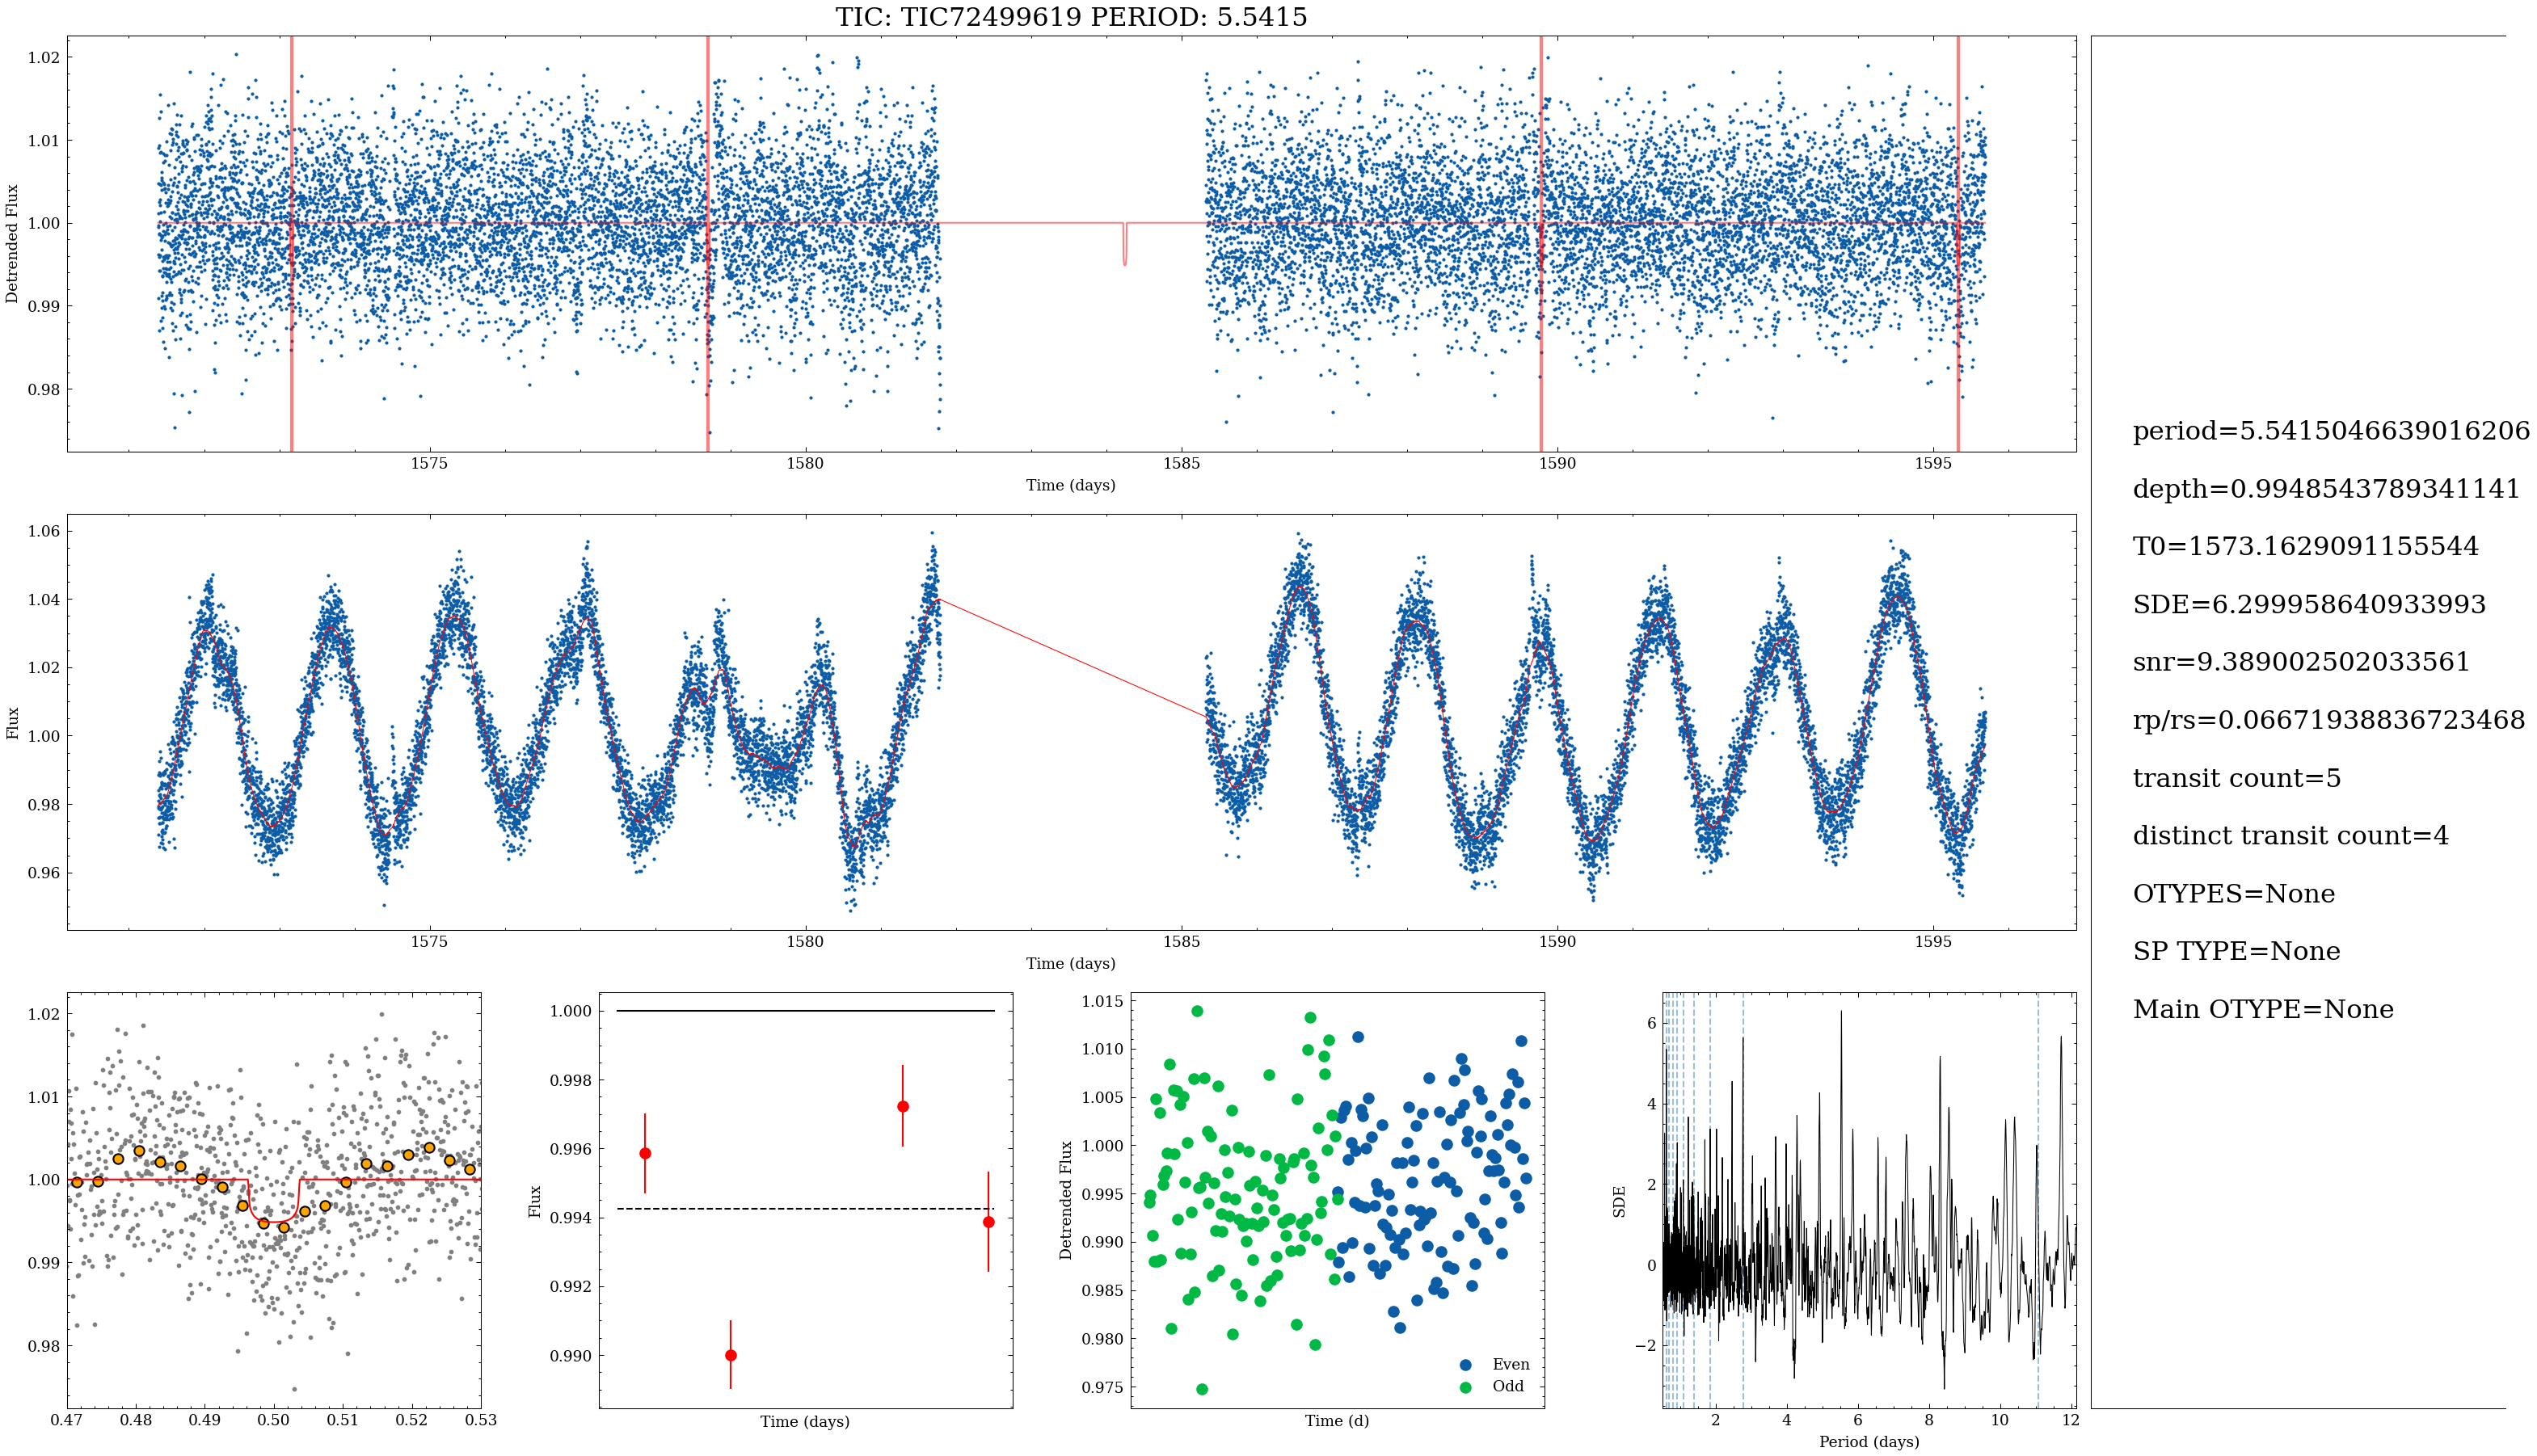 TIC: TIC72499619 PERIOD: 5.5415
1.02
1.01
1.00
0.99
0.98
Detrended Flux
1575
1580
1585
1590
1595
Time (days)
1.06
1.04
1.02
1.00
0.98
0.96
Flux
1575
1580
1585
1590
1595
Time (days)
period=5.5415046639016206
depth=0.9948543789341141
T0=1573.1629091155544
SDE=6.299958640933993
snr=9.389002502033561
rp/rs=0.06671938836723468
transit count=5
distinct transit count=4
OTYPES=None
SP TYPE=None
Main OTYPE=None
1.02
1.01
1.00
0.99
0.98
0.47
0.48
0.49
0.50
0.51
0.52
0.53
1.000
0.998
0.996
0.994
0.992
0.990
Flux
Time (days)
1.015
1.010
1.005
1.000
0.995
0.990
0.985
0.980
0.975
Detrended Flux
Even
Odd
Time (d)
6
4
2
0
−2
SDE
2
4
6
8
10
12
Period (days)